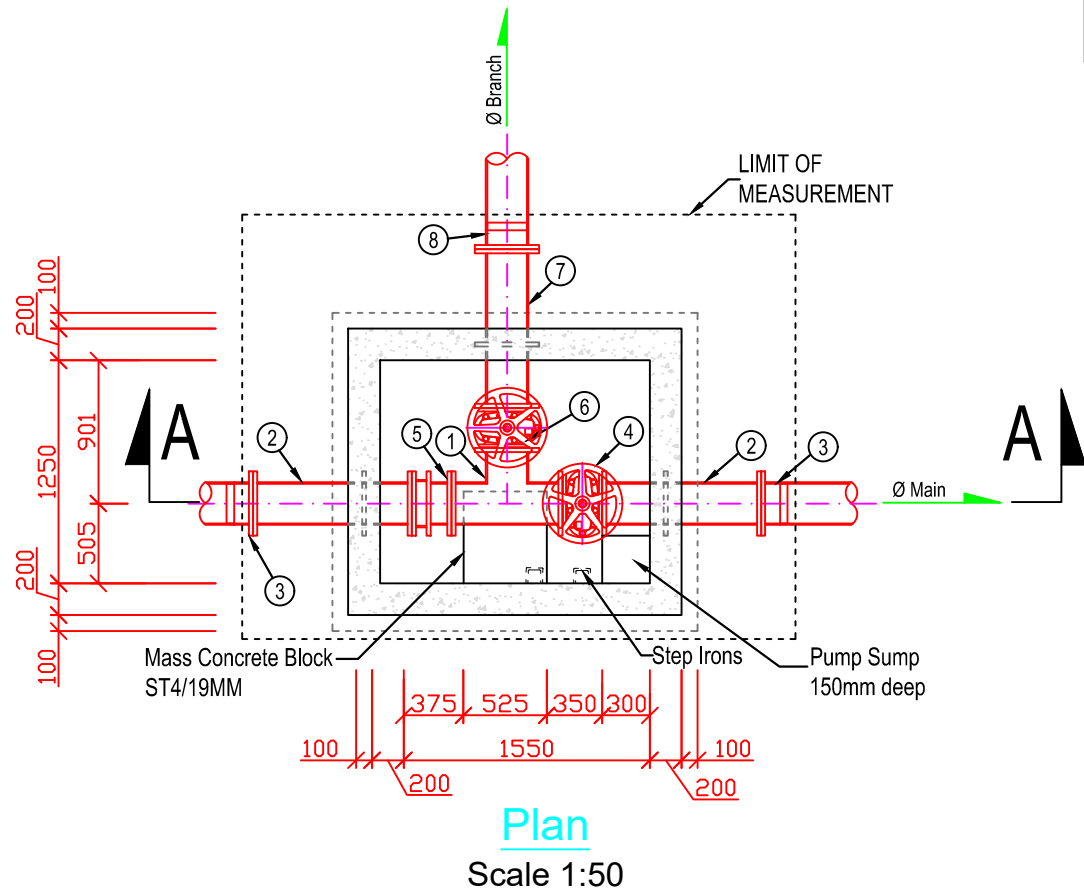 Ø Branch
LIMIT OF
MEASUREMENT
8
7
100
200
901
1250
505
200
100
A
A
2
1
5
6
4
2
3
Ø Main
3
Mass Concrete Block
ST4/19MM
Step Irons
Pump Sump
150mm deep
375 525 350 300
100 1550 100
200 200
Plan
Scale 1:50